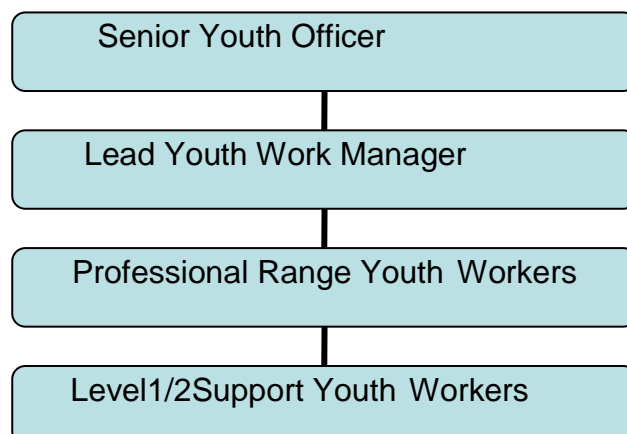 Senior Youth Officer
Lead Youth Work Manager
Professional Range Youth Workers
Level1/2Support Youth Workers